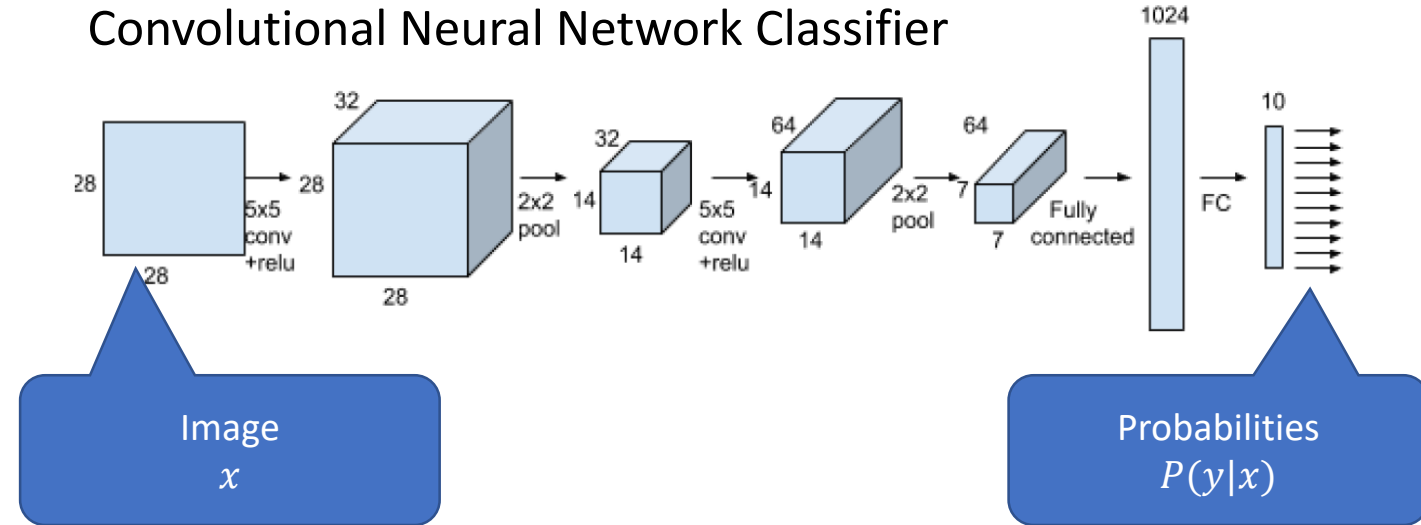 Convolutional Neural Network Classifier
28
28
5x5
conv
+relu
32
28
28
2x2
pool
32
14
14
5x5
conv
+relu
64
14
14
2x2
pool
64
7
7
Fully
connected
1024
FC
10
Image
x
Probabilities
P(y|x)